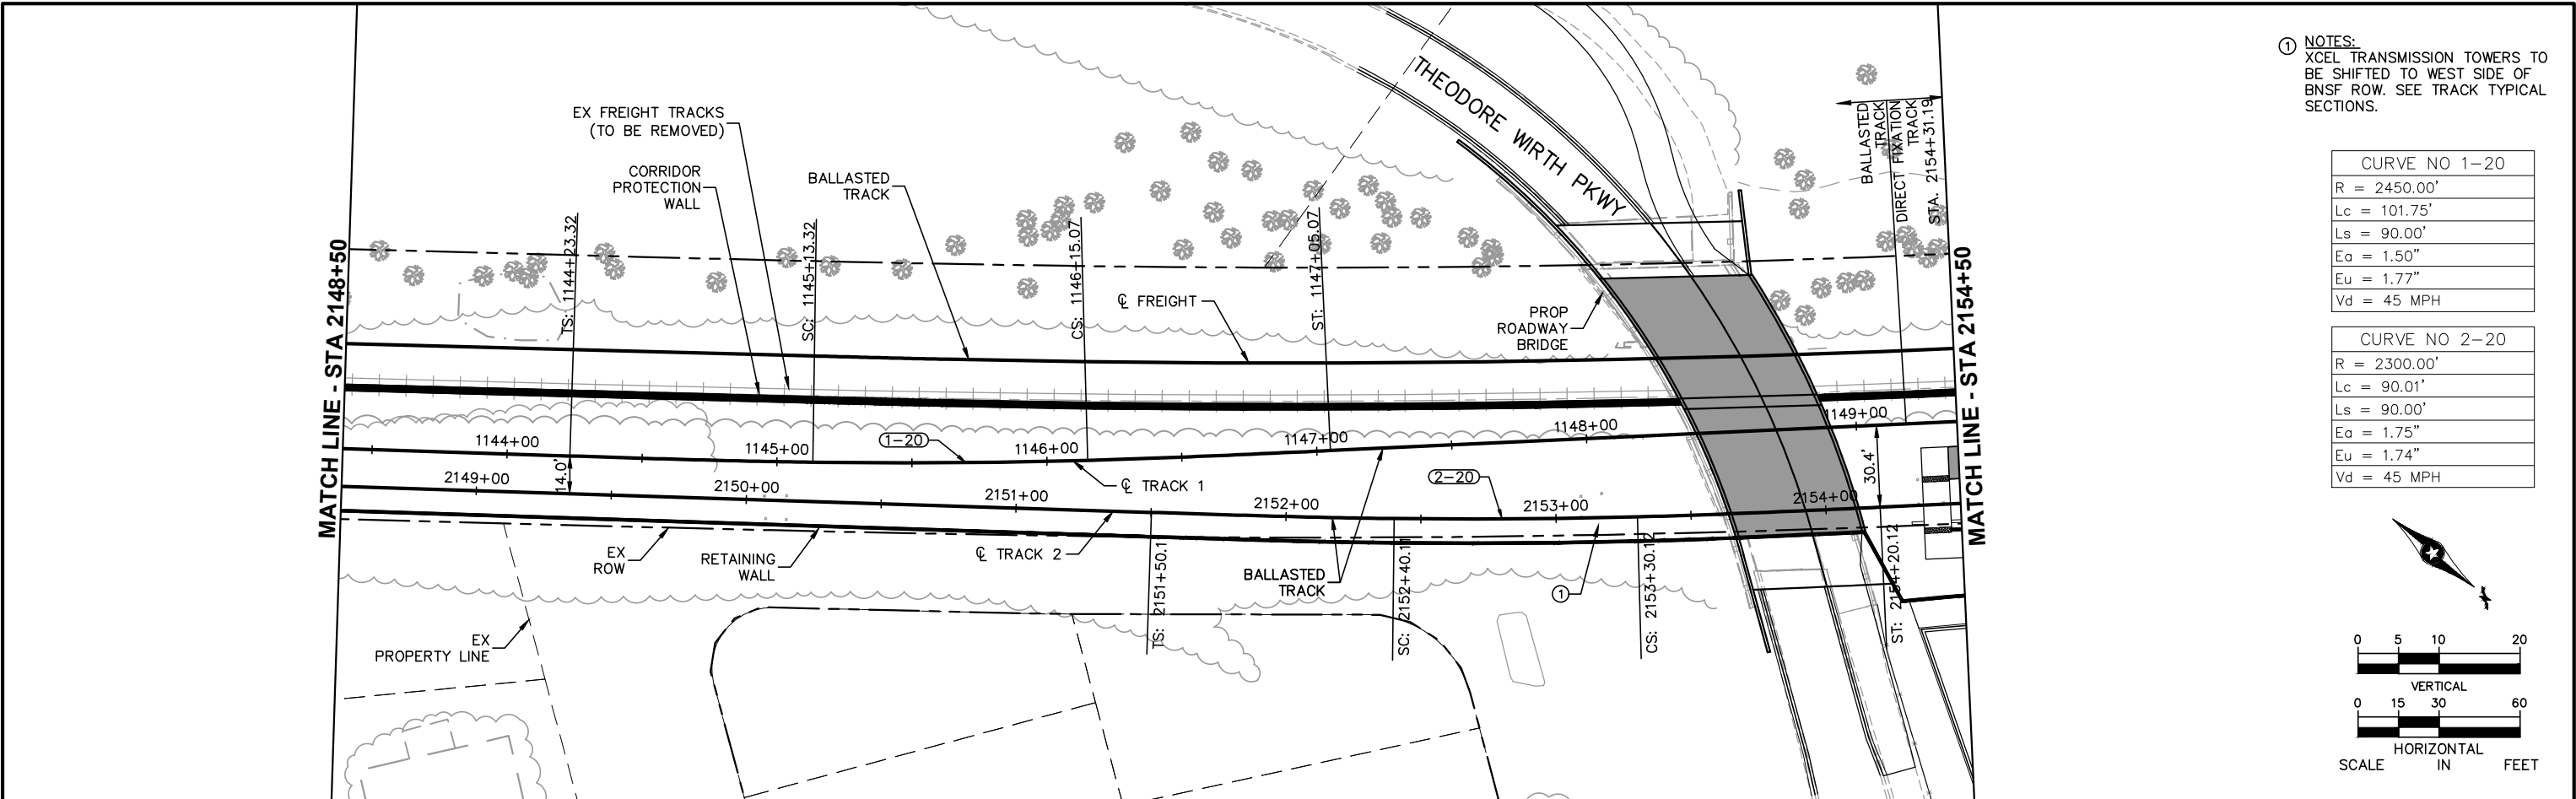 MATCH LINE - STA 2148+50
EX FREIGHT TRACKS
(TO BE REMOVED)
CORRIDOR
PROTECTION
WALL
BALLASTED
TRACK
TS: 1144+23.32
SC: 1145+13.32
CS: 1146+15.07
ST: 1147+05.07
℄ FREIGHT
THEODORE WIRTH PKWY
PROP
ROADWAY
BRIDGE
BALLASTED
TRACK
DIRECT FIXATION
TRACK
STA. 2154+31.19
MATCH LINE - STA 2154+50
1144+00
1145+00
1-20
1146+00
1147+00
1148+00
1149+00
14.0'
30.4'
2149+00
2150+00
2151+00
2152+00
2-20
2153+00
2154+00
℄ TRACK 1
℄ TRACK 2
EX
ROW
RETAINING
WALL
BALLASTED
TRACK
1
TS: 2151+50.1
SC: 2152+40.11
CS: 2153+30.12
ST: 2154+20.12
EX
PROPERTY LINE
1 NOTES:
XCEL TRANSMISSION TOWERS TO
BE SHIFTED TO WEST SIDE OF
BNSF ROW. SEE TRACK TYPICAL
SECTIONS.
CURVE NO 1-20
R = 2450.00'
Lc = 101.75'
Ls = 90.00'
Ea = 1.50"
Eu = 1.77"
Vd = 45 MPH
CURVE NO 2-20
R = 2300.00'
Lc = 90.01'
Ls = 90.00'
Ea = 1.75"
Eu = 1.74"
Vd = 45 MPH
0 5 10 20
VERTICAL
0 15 30 60
HORIZONTAL
SCALE IN FEET